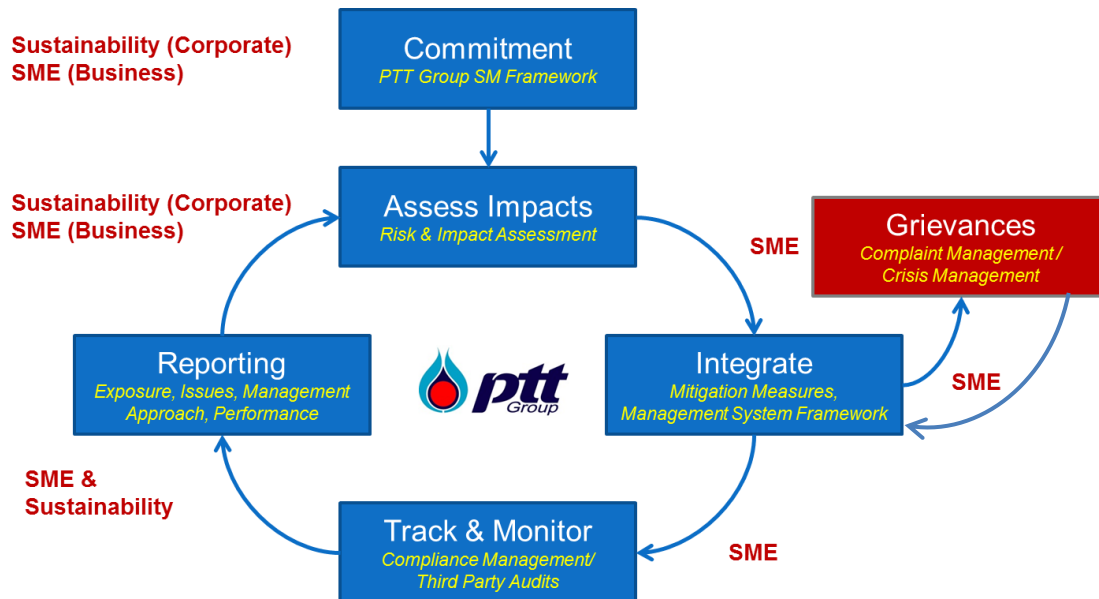 Sustainability (Corporate)
SME (Business)
Commitment
PTT Group SM Framework
Sustainability (Corporate)
SME (Business)
Assess Impacts
Risk & Impact Assessment
SME
Grievances
Complaint Management /
Crisis Management
Reporting
Exposure, Issues, Management
Approach, Performance
ptt
Group
Integrate
Mitigation Measures,
Management System Framework
SME
SME &
Sustainability
Track & Monitor
Compliance Management/
Third Party Audits
SME